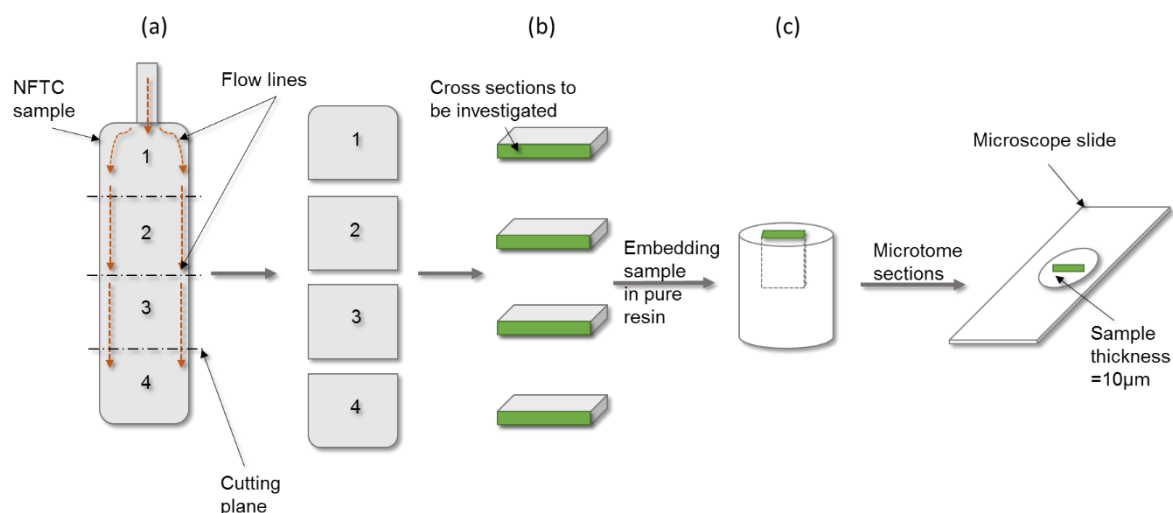 (a)
(b)
(c)
NFTC
sample
Flow lines
Cross sections to
be investigated
Microscope slide
1
2
3
4
1
2
3
4
Embedding
sample
in pure
resin
Microtome
sections
Sample
thickness
=10µm
Cutting
plane